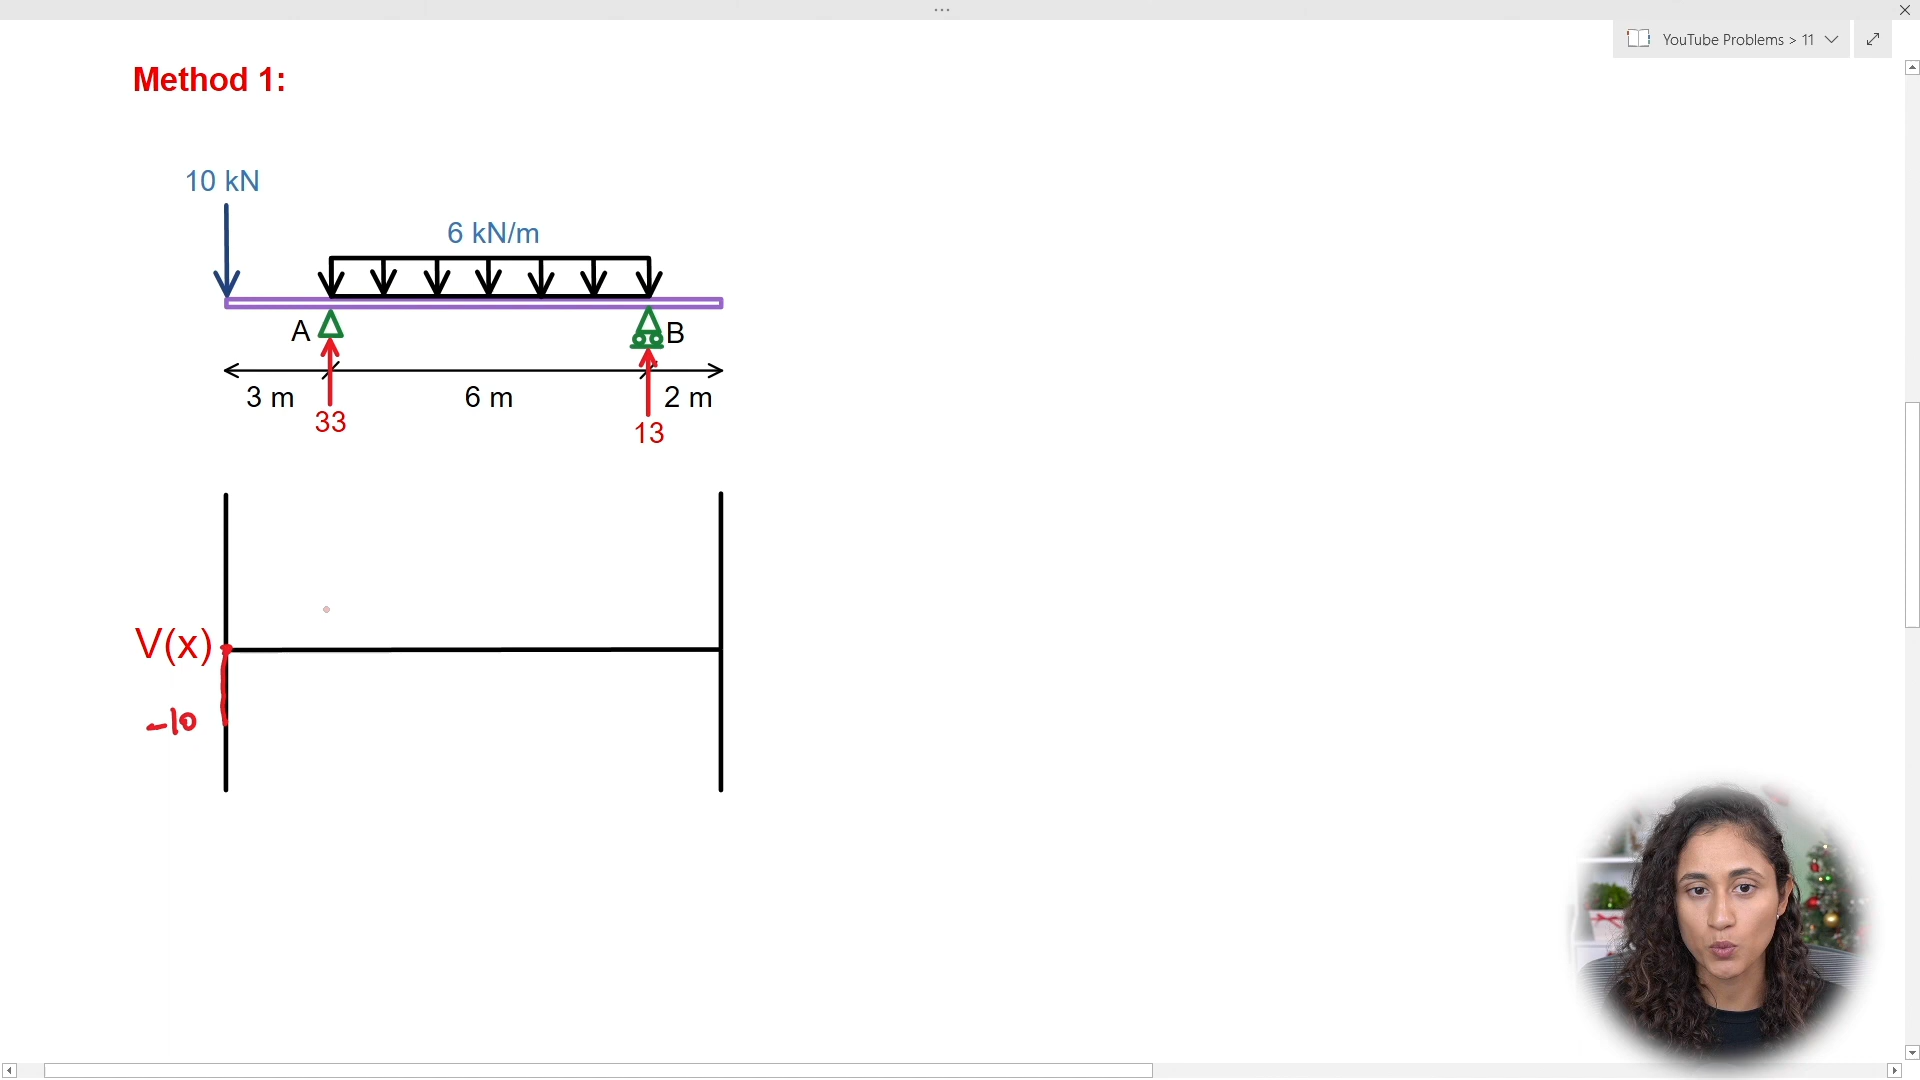 YouTube Problems > 11
Method 1:
10 kN
6 kN/m
A
B
3 m
6 m
2 m
33
13
V(x)
-10